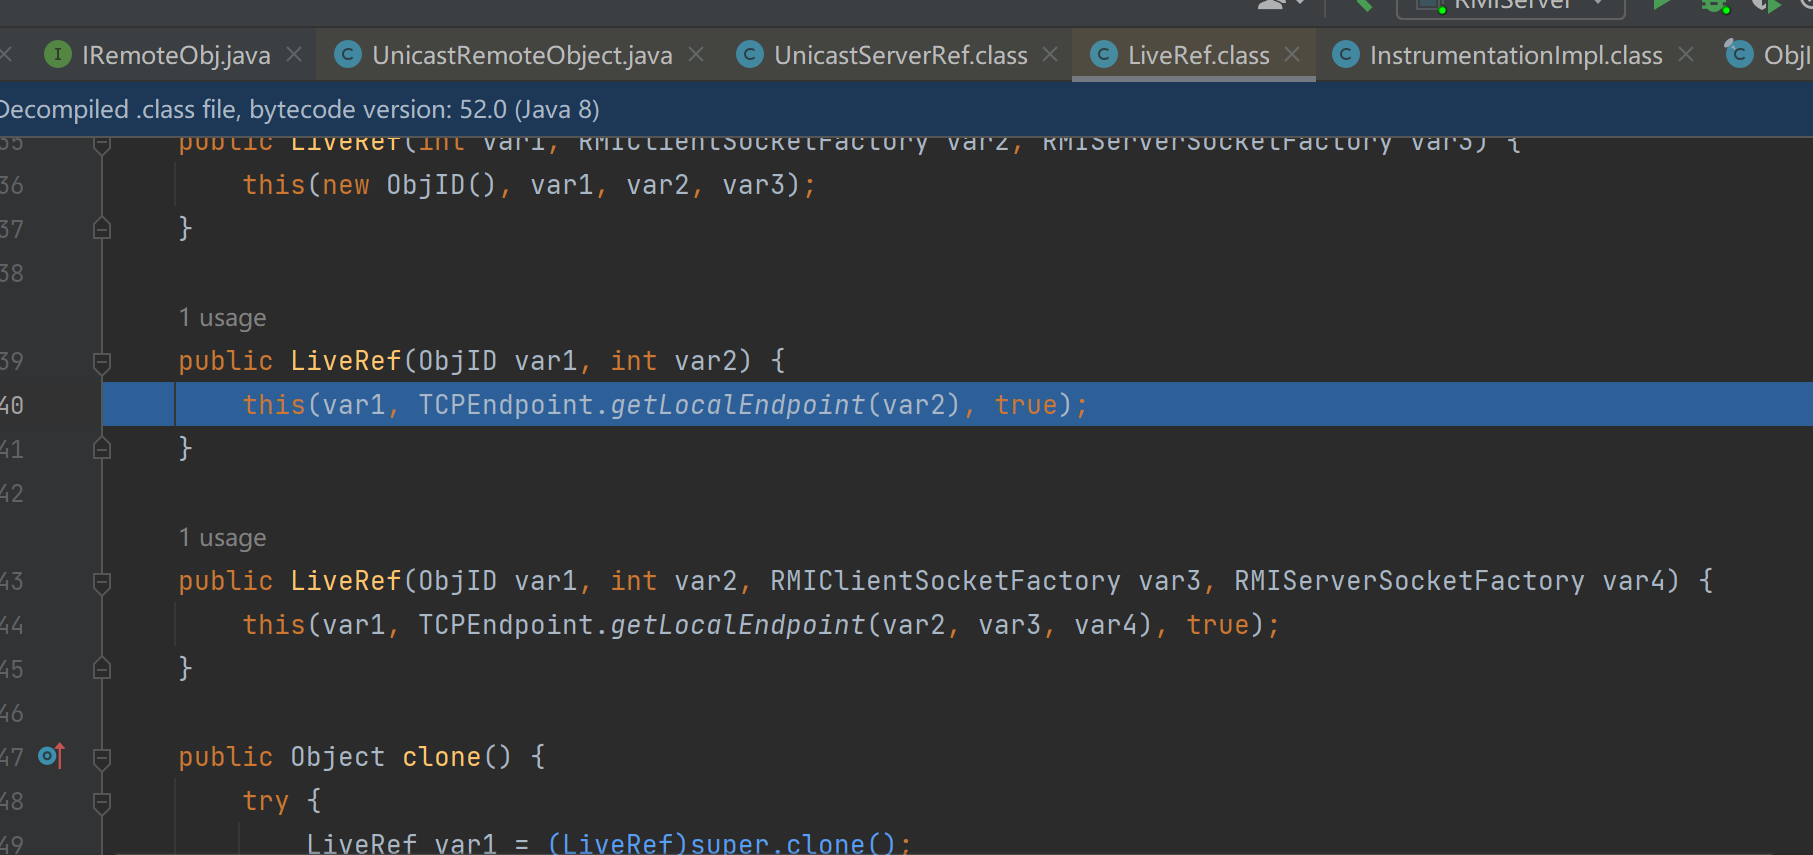 RMIServer
IRemoteObj.java UnicastRemoteObject.java UnicastServerRef.class LiveRef.class InstrumentationImpl.class ObjI
Decompiled .class file, bytecode version: 52.0 (Java 8)
35 public LiveRef(int var1, RMIClientSocketFactory var2, RMIServerSocketFactory var3) {
36 this(new ObjID(), var1, var2, var3);
37 }
38
1 usage
39 public LiveRef(ObjID var1, int var2) {
40 this(var1, TCPEndpoint.getLocalEndpoint(var2), true);
41 }
42
1 usage
43 public LiveRef(ObjID var1, int var2, RMIClientSocketFactory var3, RMIServerSocketFactory var4) {
44 this(var1, TCPEndpoint.getLocalEndpoint(var2, var3, var4), true);
45 }
46
47 public Object clone() {
48 try {
49 LiveRef var1 = (LiveRef)super.clone();